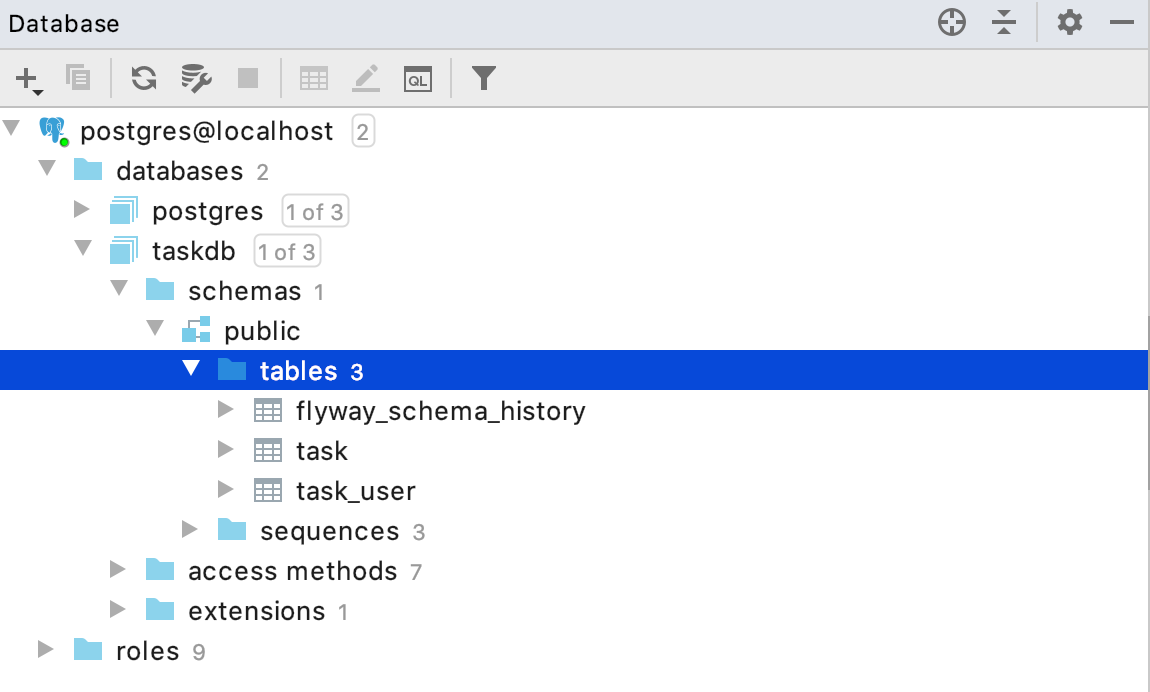 Database
QL
postgres@localhost 2
databases 2
postgres 1 of 3
taskdb 1 of 3
schemas 1
public
tables 3
flyway_schema_history
task
task_user
sequences 3
access methods 7
extensions 1
roles 9